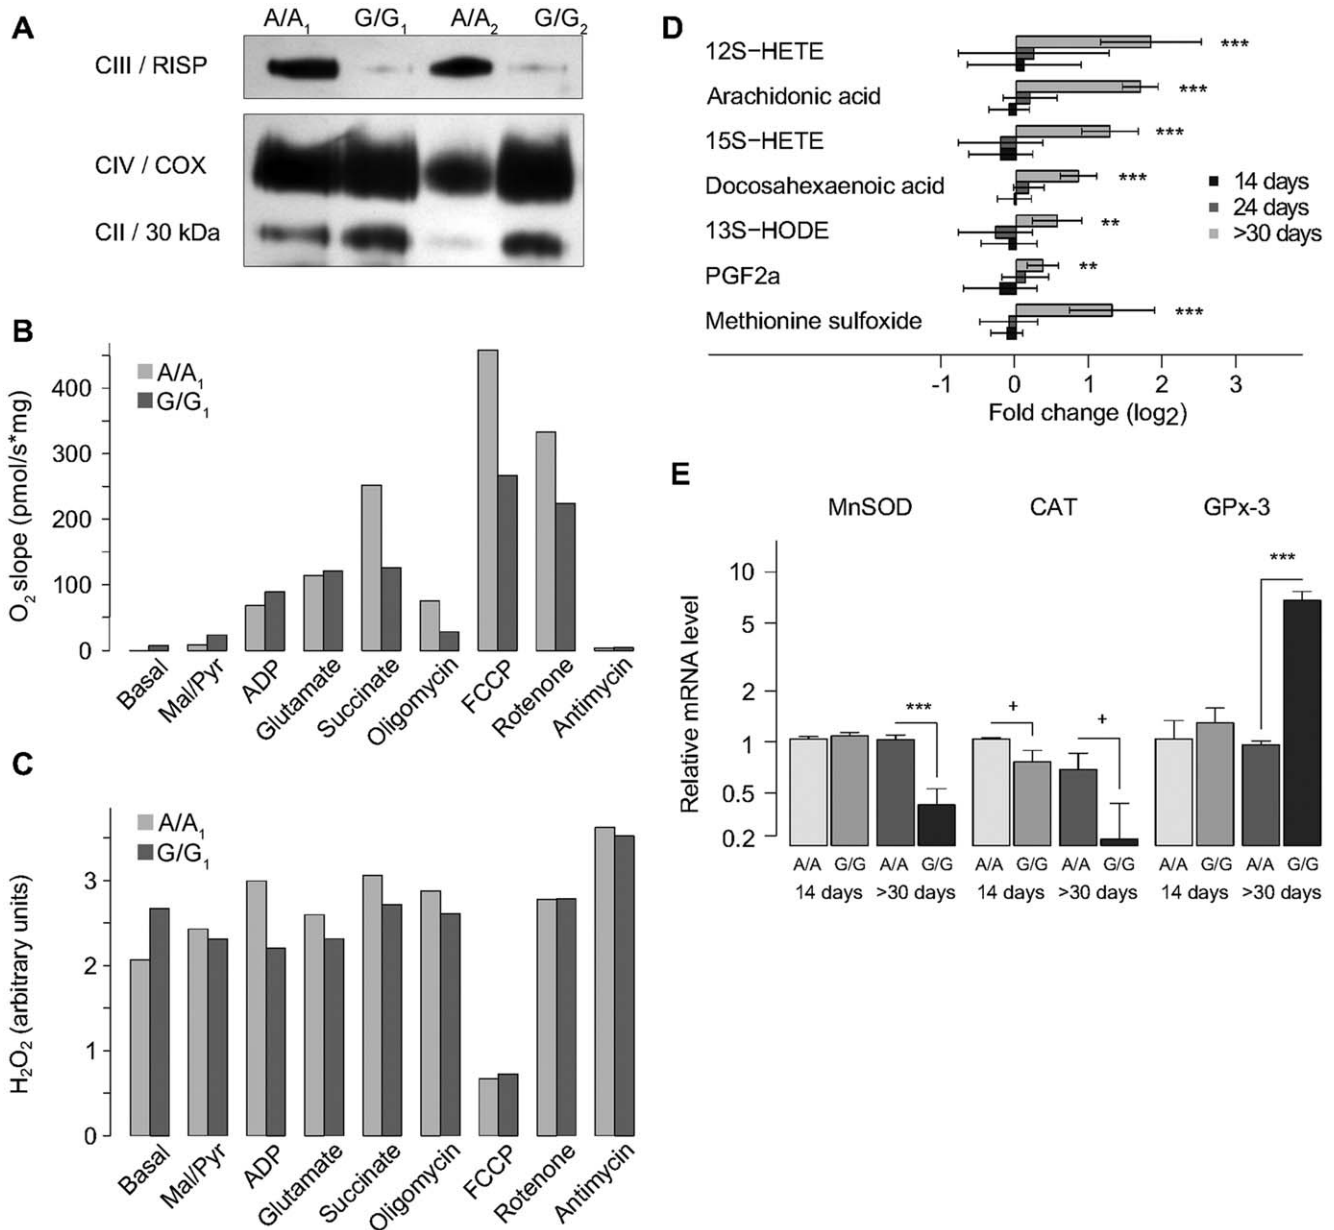 A
A/A1 G/G1 A/A2 G/G2
CIII / RISP
CIV / COX
CII / 30 kDa
B
A/A1
G/G1
O2 slope (pmol/s*mg)
400
300
200
100
0
Basal Mal/Pyr ADP Glutamate Succinate Oligomycin FCCP Rotenone Antimycin
C
A/A1
G/G1
H2O2 (arbitrary units)
3
2
1
0
Basal Mal/Pyr ADP Glutamate Succinate Oligomycin FCCP Rotenone Antimycin
D
12S−HETE ***
Arachidonic acid ***
15S−HETE ***
Docosahexaenoic acid ***
13S−HODE **
PGF2a **
Methionine sulfoxide ***
14 days
24 days
>30 days
-1 0 1 2 3
Fold change (log2)
E
MnSOD CAT GPx-3
Relative mRNA level
10
5
2
1
0.5
0.2
*** + + ***
A/A G/G A/A G/G A/A G/G A/A G/G A/A G/G A/A G/G
14 days >30 days 14 days >30 days 14 days >30 days